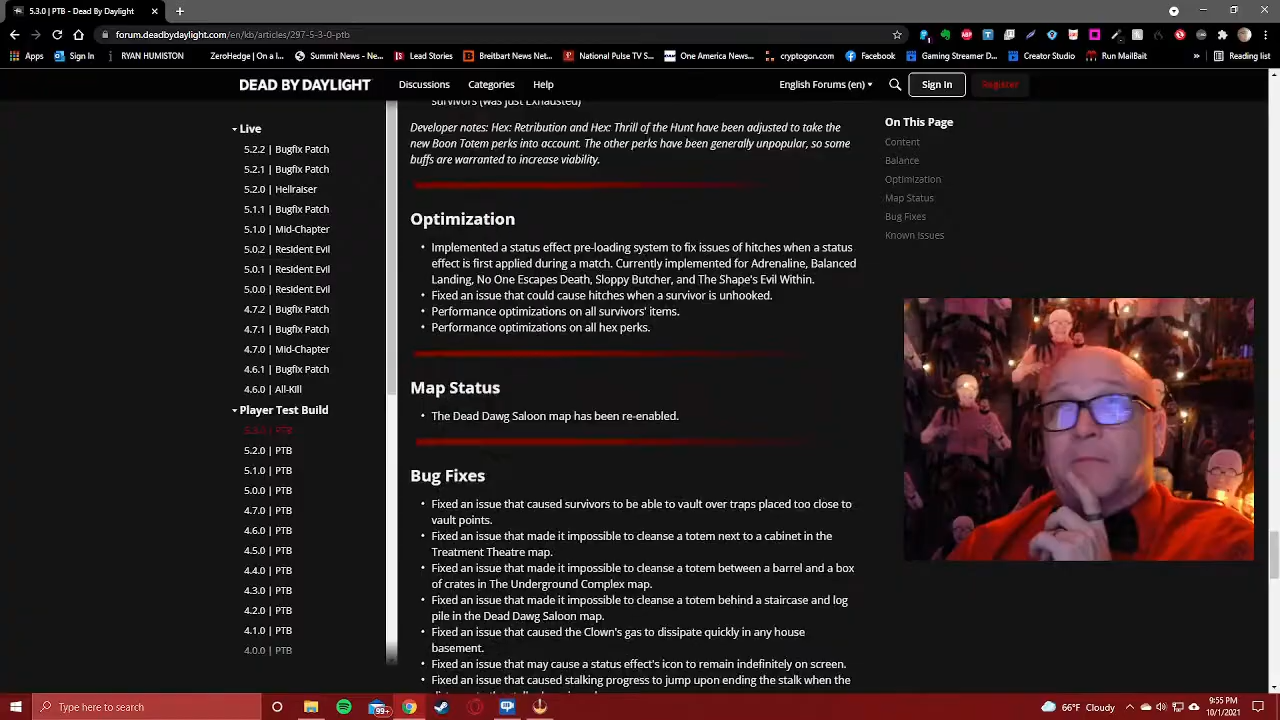 5.3.0 | PTB - Dead By Daylight
forum.deadbydaylight.com/en/kb/articles/297-5-3-0-ptb
Apps
Sign In
RYAN HUMISTON
ZeroHedge | On a lo...
Summit News - Ne...
Lead Stories
Breitbart News Net...
National Pulse TV S...
One America News...
cryptogon.com
Facebook
Gaming Streamer D...
Creator Studio
Run MailBait
»
Reading list
DEAD BY DAYLIGHT
Discussions
Categories
Help
English Forums (en)
Sign In
Register
Live
5.2.2 | Bugfix Patch
5.2.1 | Bugfix Patch
5.2.0 | Hellraiser
5.1.1 | Bugfix Patch
5.1.0 | Mid-Chapter
5.0.2 | Resident Evil
5.0.1 | Resident Evil
5.0.0 | Resident Evil
4.7.2 | Bugfix Patch
4.7.1 | Bugfix Patch
4.7.0 | Mid-Chapter
4.6.1 | Bugfix Patch
4.6.0 | All-Kill
Player Test Build
5.3.0 | PTB
5.2.0 | PTB
5.1.0 | PTB
5.0.0 | PTB
4.7.0 | PTB
4.6.0 | PTB
4.5.0 | PTB
4.4.0 | PTB
4.3.0 | PTB
4.2.0 | PTB
4.1.0 | PTB
4.0.0 | PTB
survivors (was just Exhausted)
Developer notes: Hex: Retribution and Hex: Thrill of the Hunt have been adjusted to take the
new Boon Totem perks into account. The other perks have been generally unpopular, so some
buffs are warranted to increase viability.
Optimization
• Implemented a status effect pre-loading system to fix issues of hitches when a status
effect is first applied during a match. Currently implemented for Adrenaline, Balanced
Landing, No One Escapes Death, Sloppy Butcher, and The Shape's Evil Within.
• Fixed an issue that could cause hitches when a survivor is unhooked.
• Performance optimizations on all survivors' items.
• Performance optimizations on all hex perks.
Map Status
• The Dead Dawg Saloon map has been re-enabled.
Bug Fixes
• Fixed an issue that caused survivors to be able to vault over traps placed too close to
vault points.
• Fixed an issue that made it impossible to cleanse a totem next to a cabinet in the
Treatment Theatre map.
• Fixed an issue that made it impossible to cleanse a totem between a barrel and a box
of crates in The Underground Complex map.
• Fixed an issue that made it impossible to cleanse a totem behind a staircase and log
pile in the Dead Dawg Saloon map.
• Fixed an issue that caused the Clown's gas to dissipate quickly in any house
basement.
• Fixed an issue that may cause a status effect's icon to remain indefinitely on screen.
• Fixed an issue that caused stalking progress to jump upon ending the stalk when the
On This Page
Content
Balance
Optimization
Map Status
Bug Fixes
Known Issues
Type here to search
99+
66°F Cloudy
9:55 PM
10/1/2021